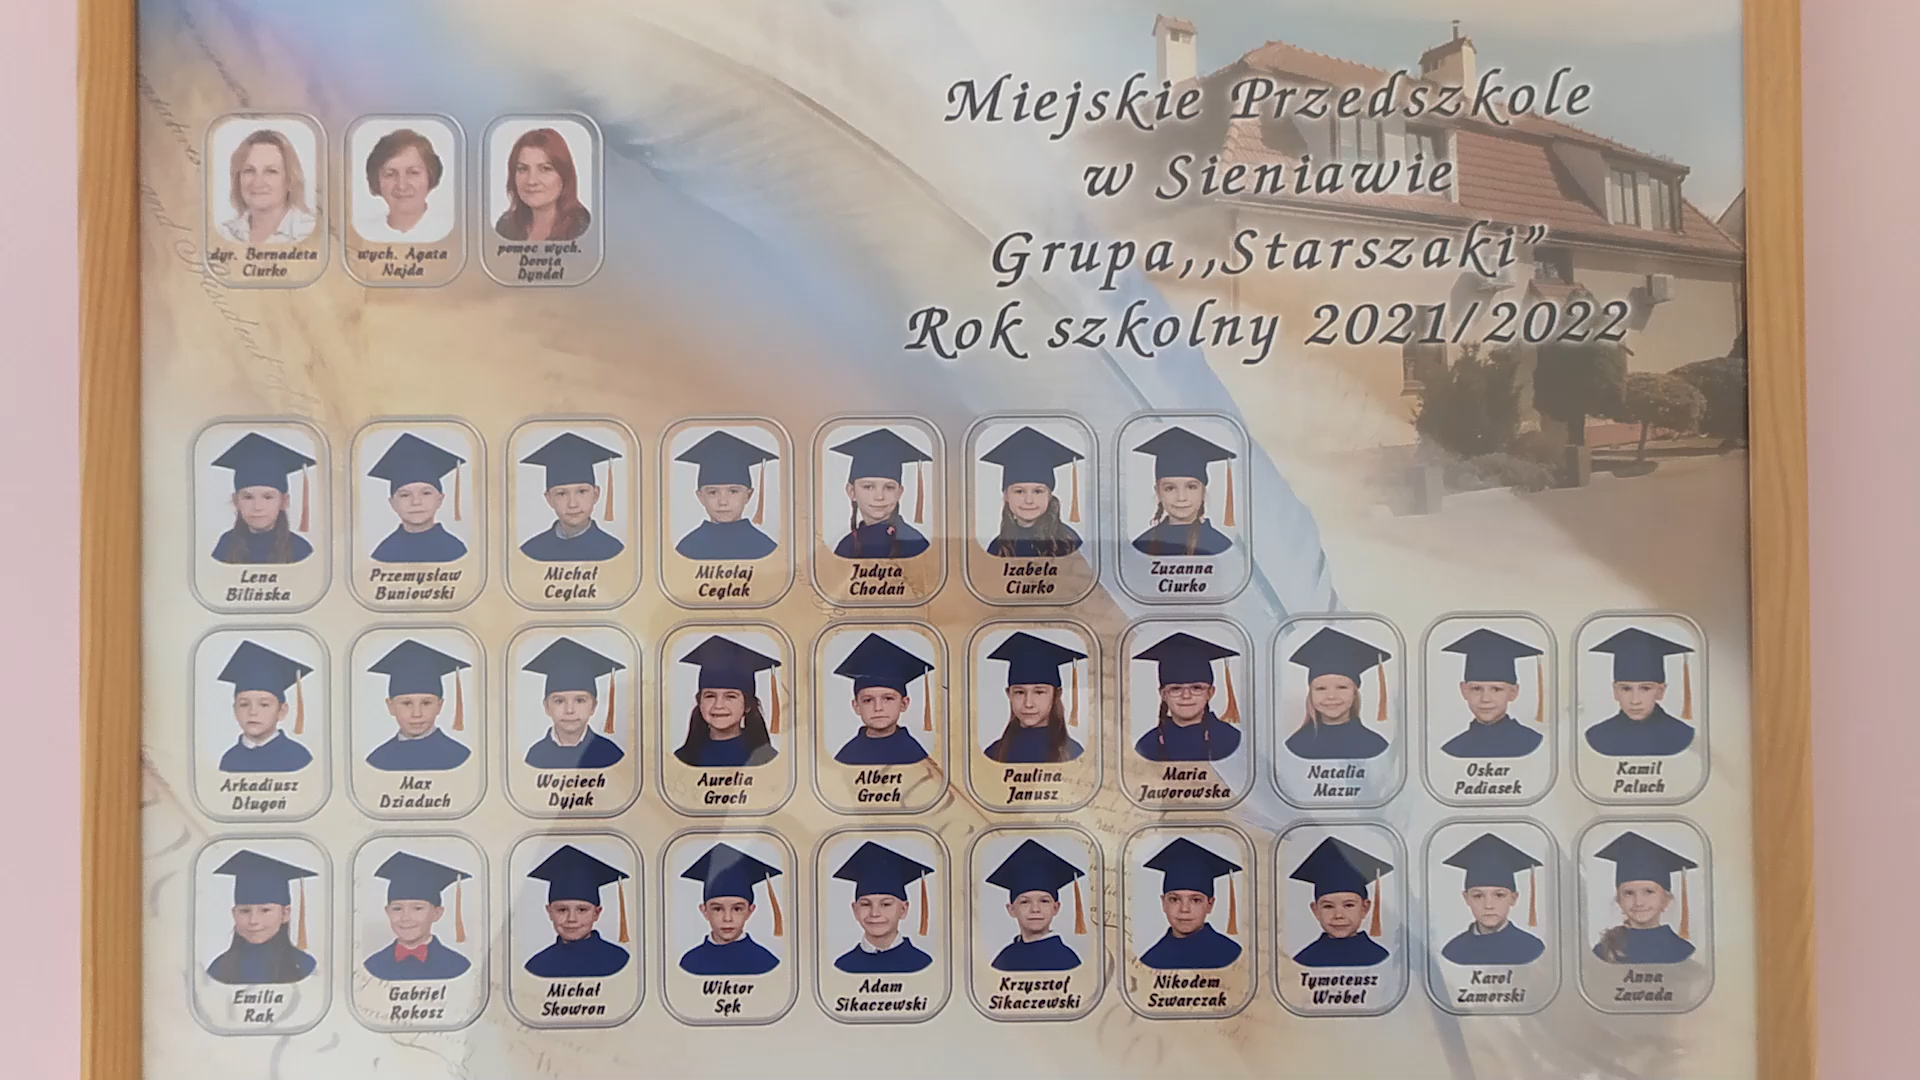 Miejskie Przedszkole
w Sieniawie
Grupa,,Starszaki”
Rok szkolny 2021/2022
dyr. Bernadeta
Ciurko
wych. Agata
Najda
pomoc wych.
Dorota
Dyndal
Lena
Bilińska
Przemysław
Buniowski
Michał
Ceglak
Mikołaj
Ceglak
Judyta
Chodań
Izabela
Ciurko
Zuzanna
Ciurko
Arkadiusz
Długoń
Max
Dziaduch
Wojciech
Dyjak
Aurelia
Groch
Albert
Groch
Paulina
Janusz
Maria
Jaworowska
Natalia
Mazur
Oskar
Padiasek
Kamil
Paluch
Emilia
Rak
Gabriel
Rokosz
Michał
Skowron
Wiktor
Sęk
Adam
Sikaczewski
Krzysztof
Sikaczewski
Nikodem
Szwarczak
Tymoteusz
Wróbel
Karol
Zamorski
Anna
Zawada